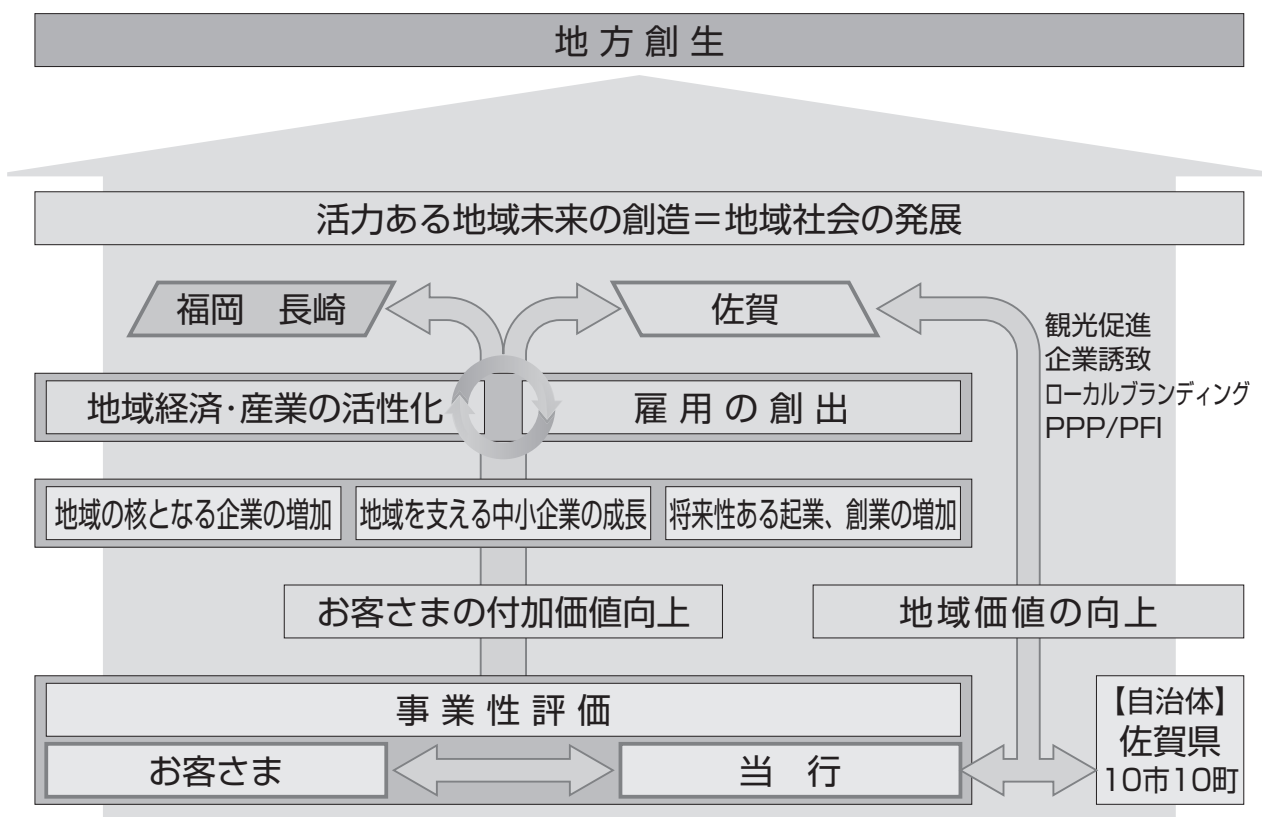 地方創生
活力ある地域未来の創造＝地域社会の発展
福岡　長崎
佐賀
観光促進
企業誘致
ローカルブランディング
PPP/PFI
地域経済･産業の活性化
雇用の創出
地域の核となる企業の増加
地域を支える中小企業の成長
将来性ある起業、創業の増加
お客さまの付加価値向上
地域価値の向上
事業性評価
お客さま
当　行
【自治体】
佐賀県
10市10町